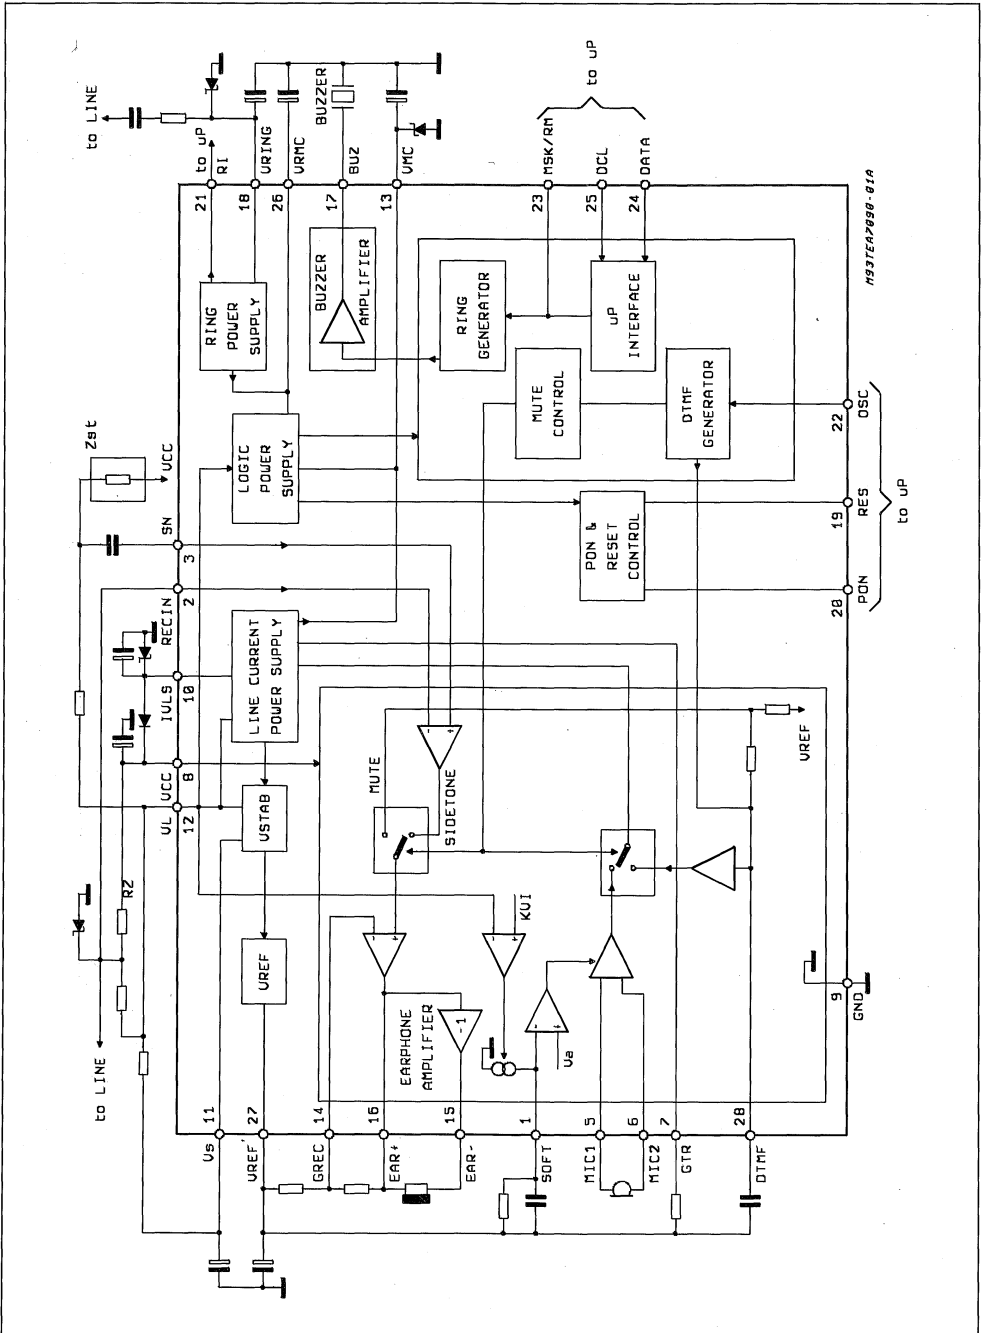 to LINE
to uP
RI
VRING
VRMC
BUZZER
BUZ
VMC
to uP
MSK/RM
DCL
DATA
21
18
26
17
13
23
25
24
RING
POWER
SUPPLY
BUZZER
AMPLIFIER
RING
GENERATOR
uP
INTERFACE
MUTE
CONTROL
DTMF
GENERATOR
LOGIC
POWER
SUPPLY
PON &
RESET
CONTROL
Zst
VCC
SN
3
RECIN
2
IVLS
10
VCC
8
VL
12
LINE CURRENT
POWER SUPPLY
VSTAB
VREF
MUTE
SIDETONE
-
+
-
+
-
+
KVI
EARPHONE
AMPLIFIER
-1
Va
VREF
RZ
to LINE
OSC
22
RES
19
PON
20
to uP
GND
9
11
27
14
16
15
1
5
6
7
28
Vs
VREF
GREC
EAR+
EAR-
SOFT
MIC1
MIC2
GTR
DTMF
M93TEA7090-01A